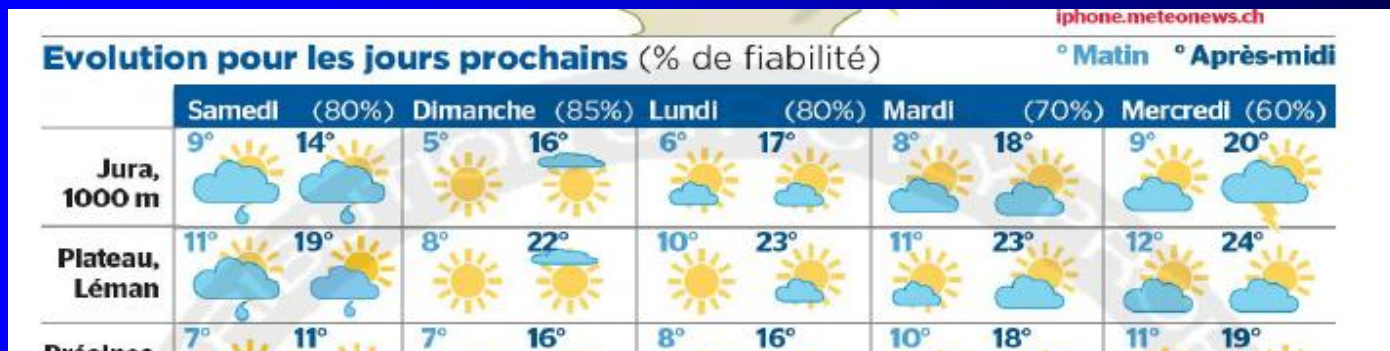 iphone.meteonews.ch
Evolution pour les jours prochains (% de fiabilité) ° Matin ° Après-midi
Samedi (80%) Dimanche (85%) Lundi (80%) Mardi (70%) Mercredi (60%)
9° 14° 5° 16° 6° 17° 8° 18° 9° 20°
Jura,
1000 m
11° 19° 8° 22° 10° 23° 11° 23° 12° 24°
Plateau,
Léman
7° 11° 7° 16° 8° 16° 10° 18° 11° 19°